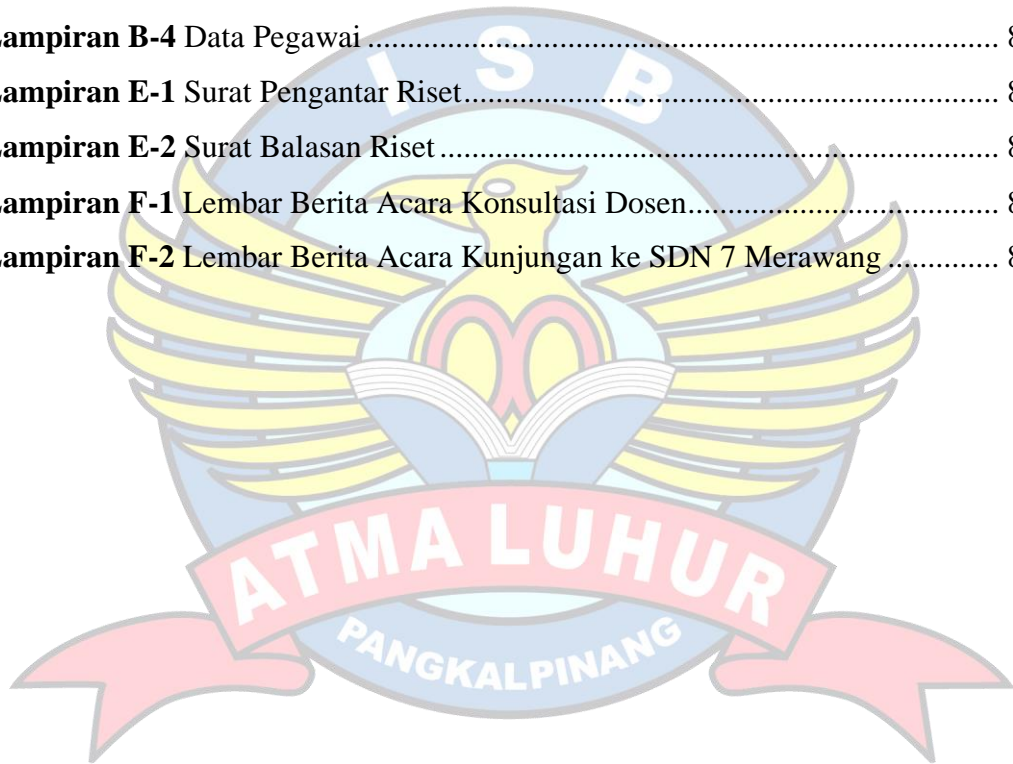 ampiran B-4 Data Pegawai ........................................................................................ 8
ampiran E-1 Surat Pengantar Riset.......................................................................... 8
ampiran E-2 Surat Balasan Riset .............................................................................. 8
ampiran F-1 Lembar Berita Acara Konsultasi Dosen........................................... 8
ampiran F-2 Lembar Berita Acara Kunjungan ke SDN 7 Merawang .............. 8
I S B
ATMA LUHUR
PANGKALPINANG